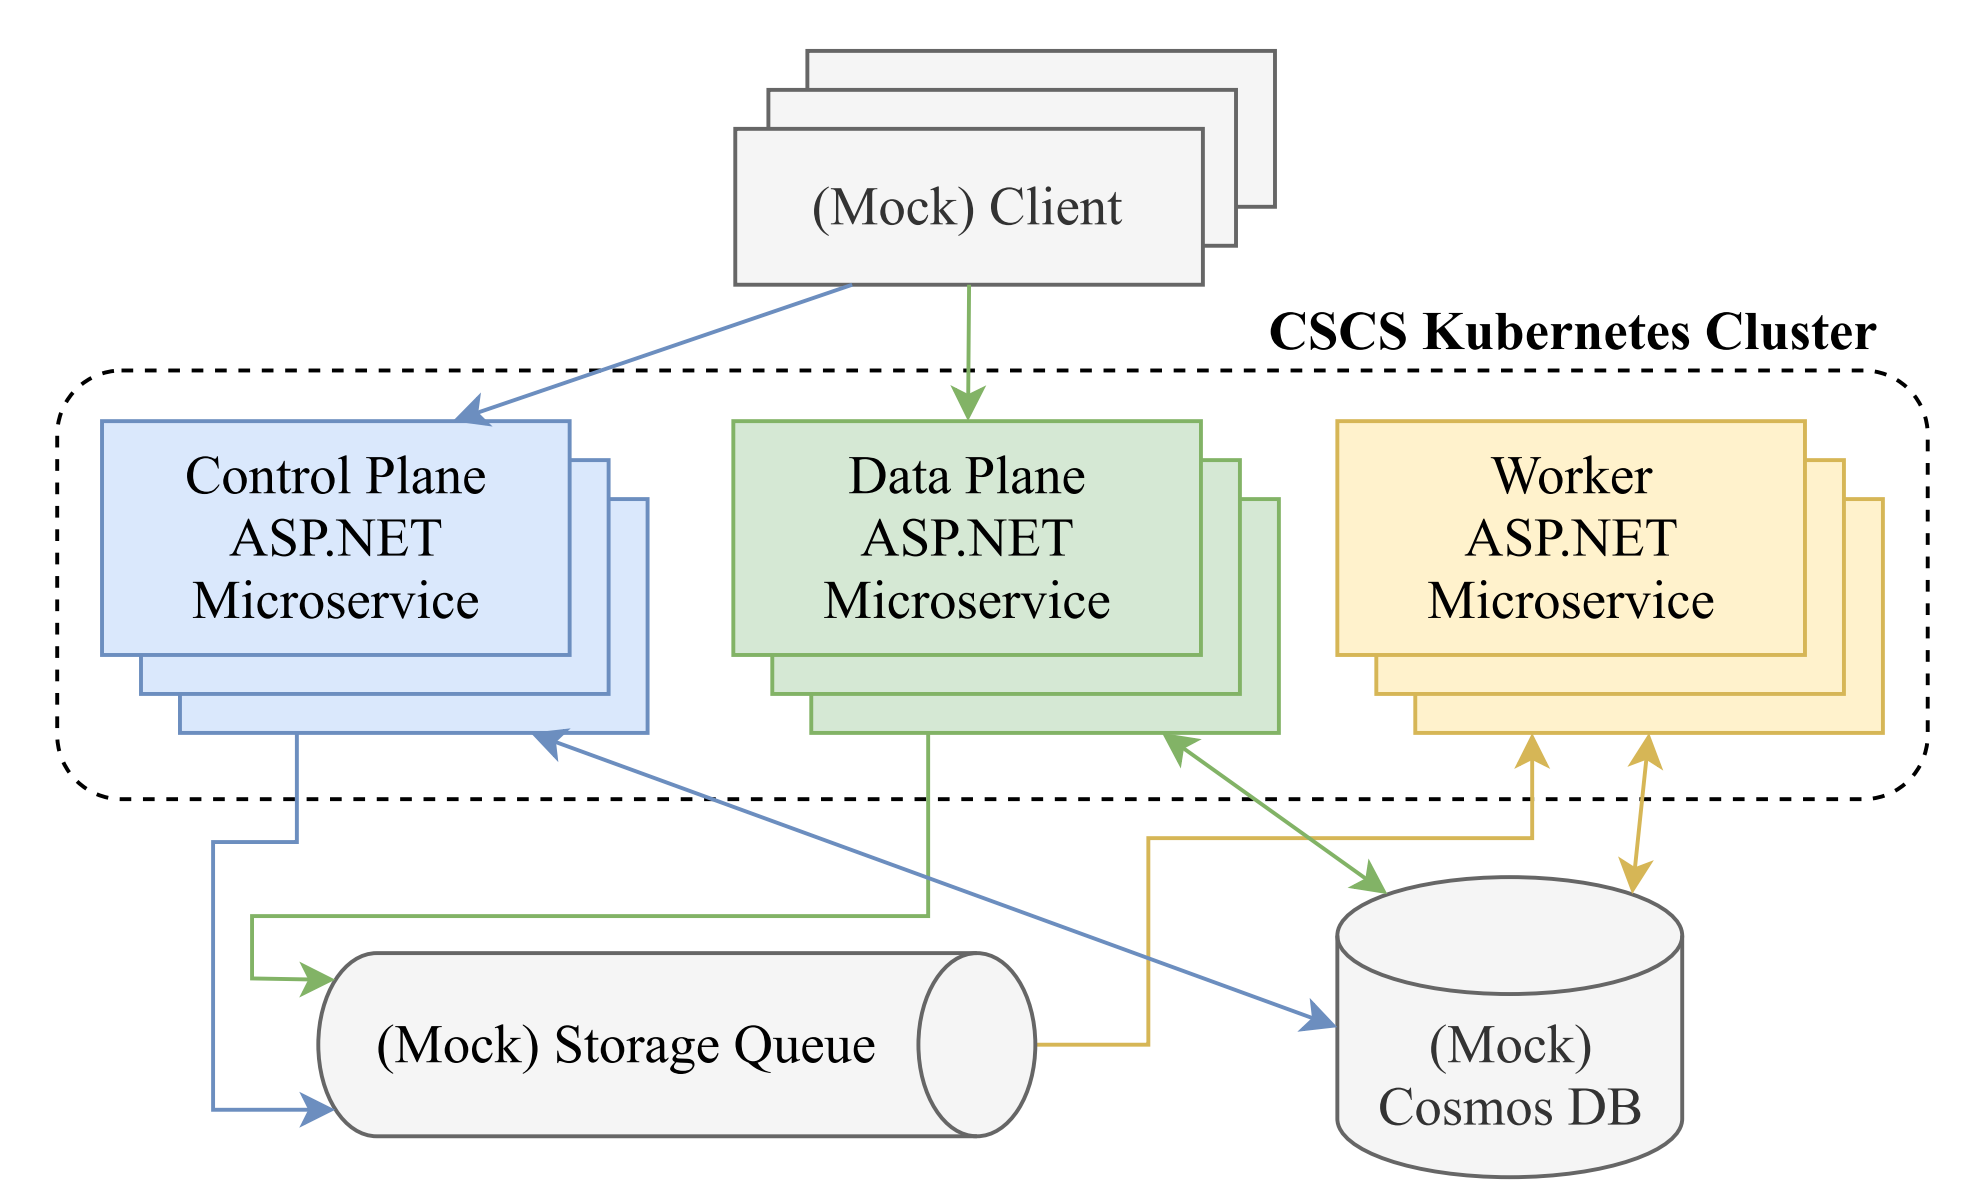 (Mock) Client
CSCS Kubernetes Cluster
Control Plane
ASP.NET
Microservice
Data Plane
ASP.NET
Microservice
Worker
ASP.NET
Microservice
(Mock) Storage Queue
(Mock)
Cosmos DB